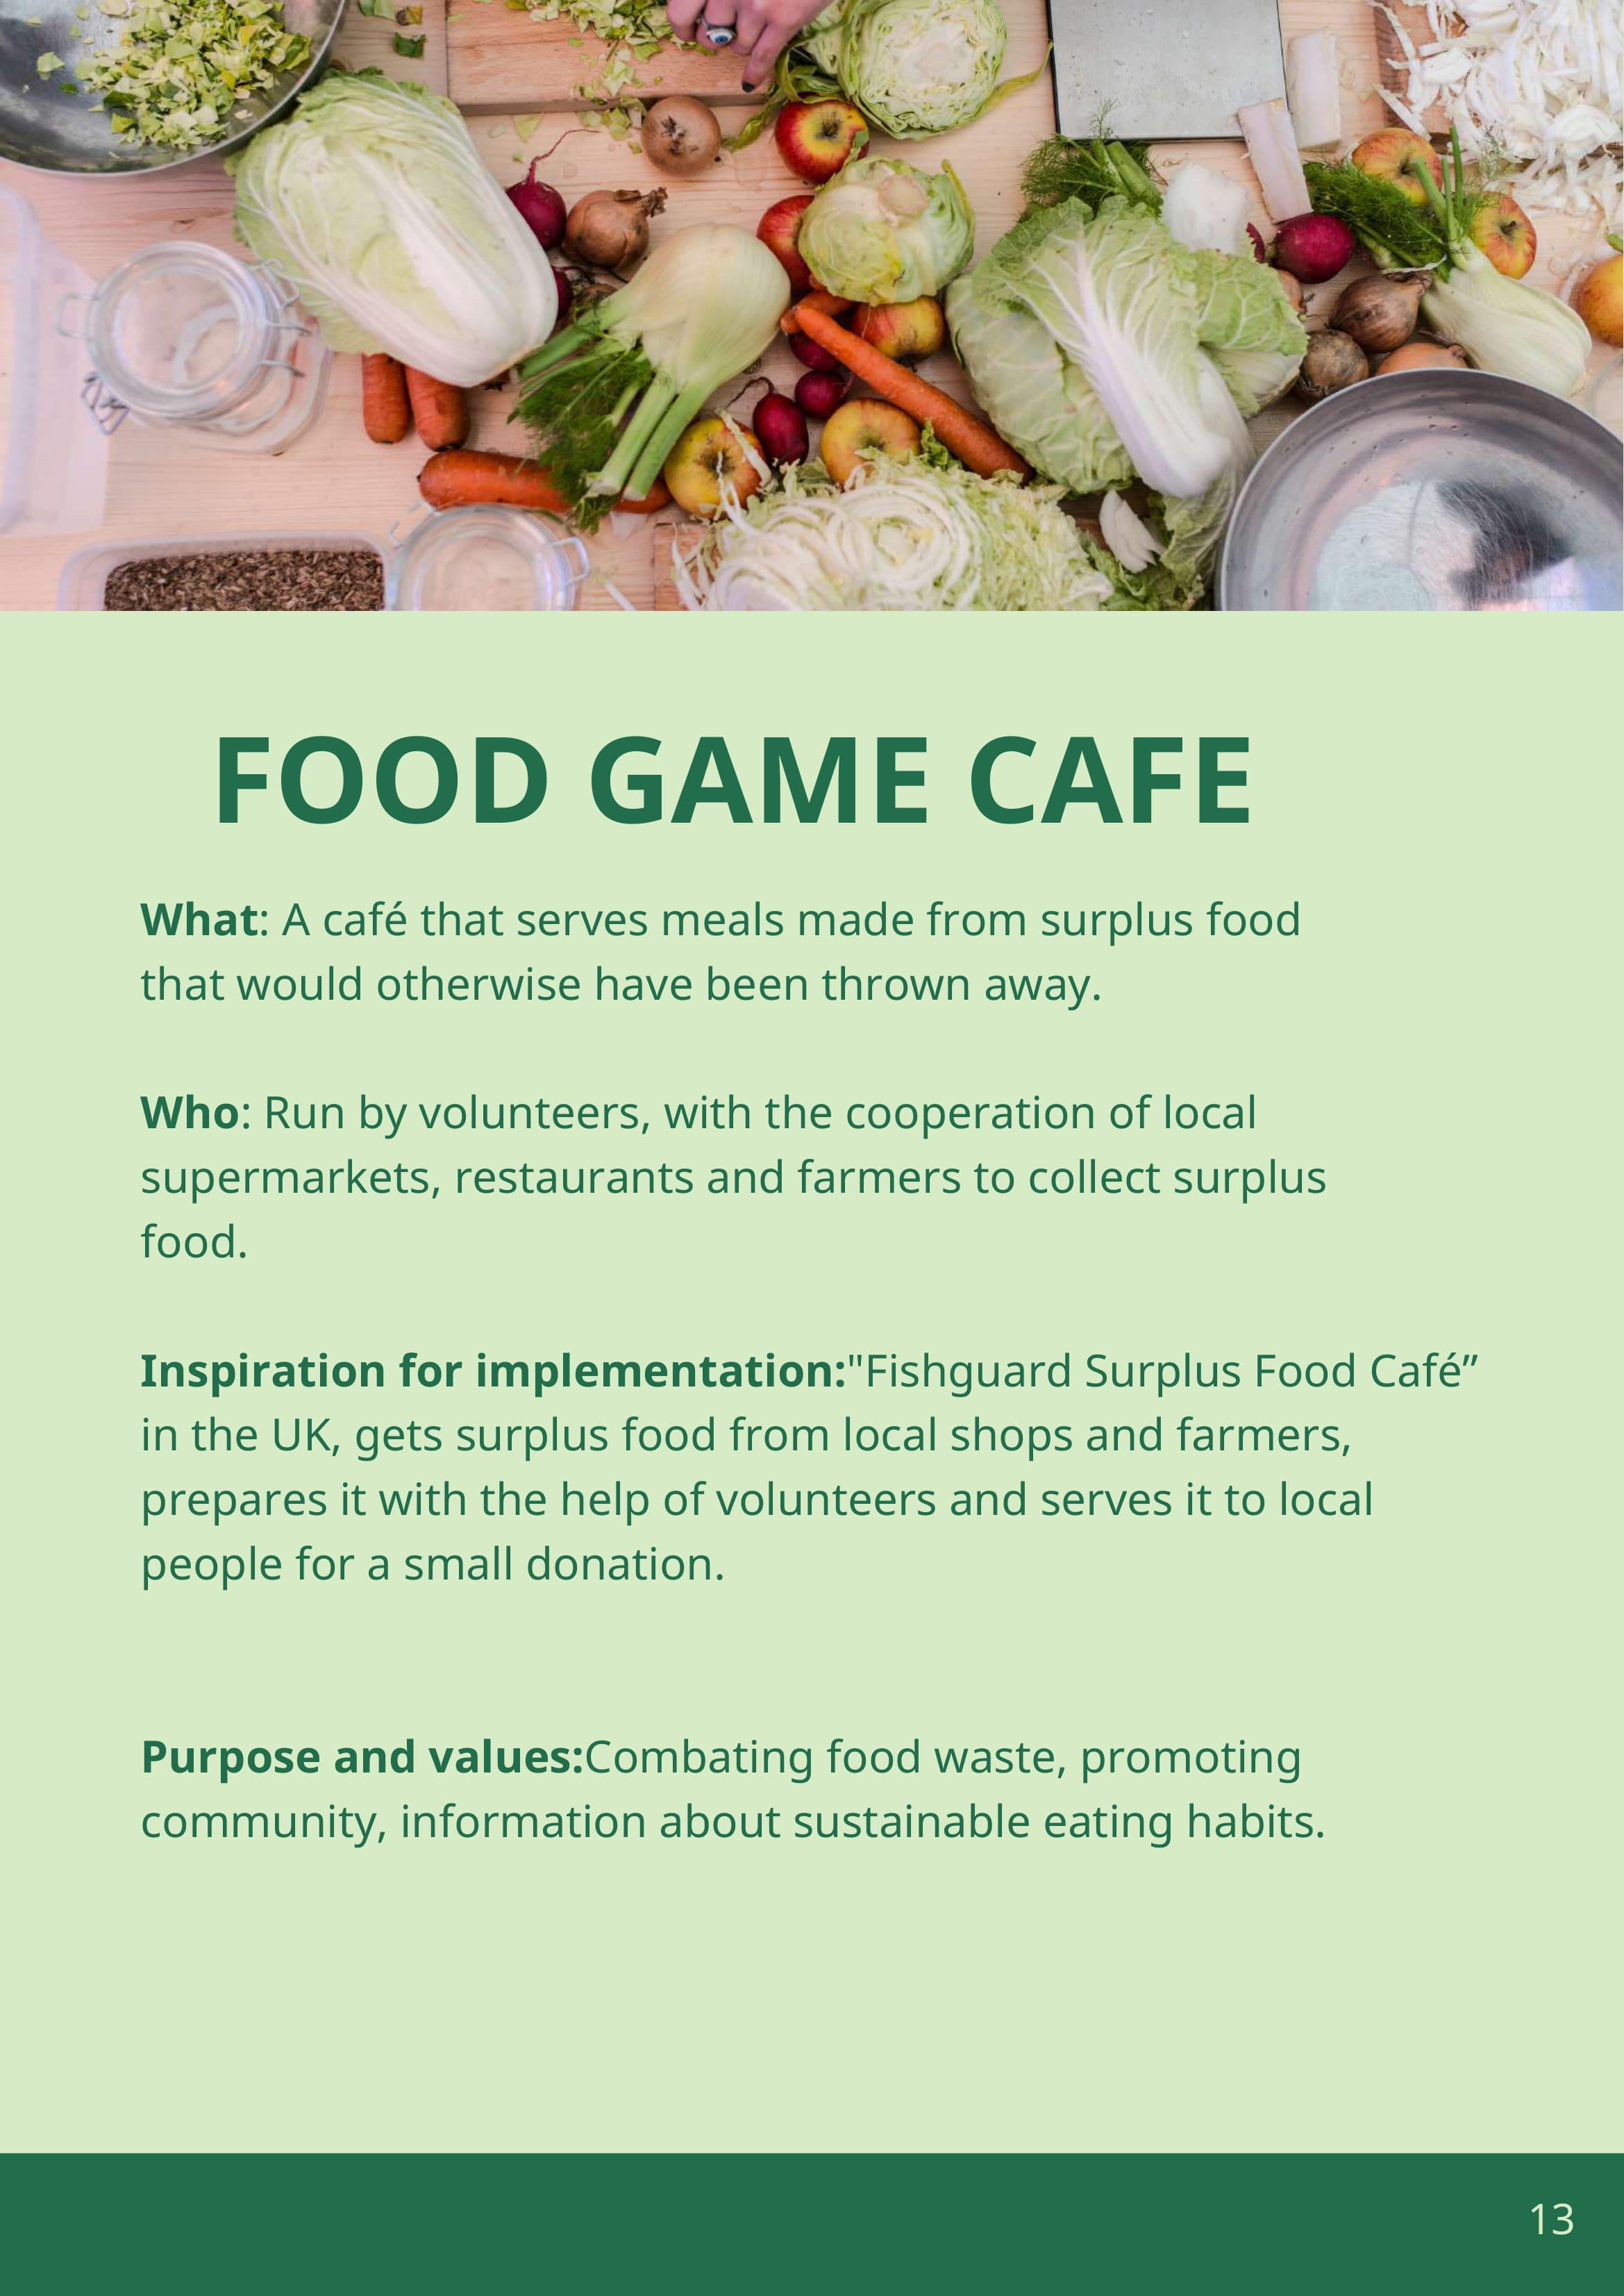 FOOD GAME CAFE
What: A café that serves meals made from surplus food
that would otherwise have been thrown away.
Who: Run by volunteers, with the cooperation of local
supermarkets, restaurants and farmers to collect surplus
food.
Inspiration for implementation:"Fishguard Surplus Food Café”
in the UK, gets surplus food from local shops and farmers,
prepares it with the help of volunteers and serves it to local
people for a small donation.
Purpose and values:Combating food waste, promoting
community, information about sustainable eating habits.
13